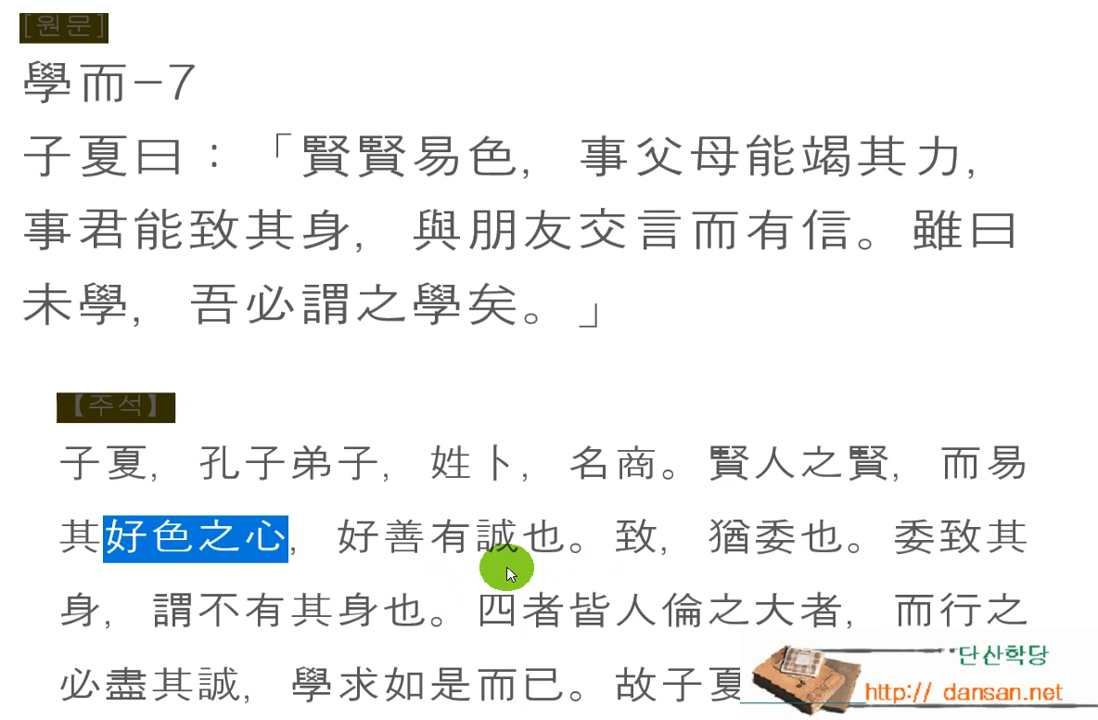 [원문]
學而-7
子夏曰：「賢賢易色, 事父母能竭其力,
事君能致其身, 與朋友交言而有信。雖曰
未學, 吾必謂之學矣。」
【주석】
子夏, 孔子弟子, 姓卜, 名商。賢人之賢, 而易
其好色之心, 好善有誠也。致, 猶委也。委致其
身, 謂不有其身也。四者皆人倫之大者, 而行之
必盡其誠, 學求如是而已。故子夏
단산학당
http:// dansan.net